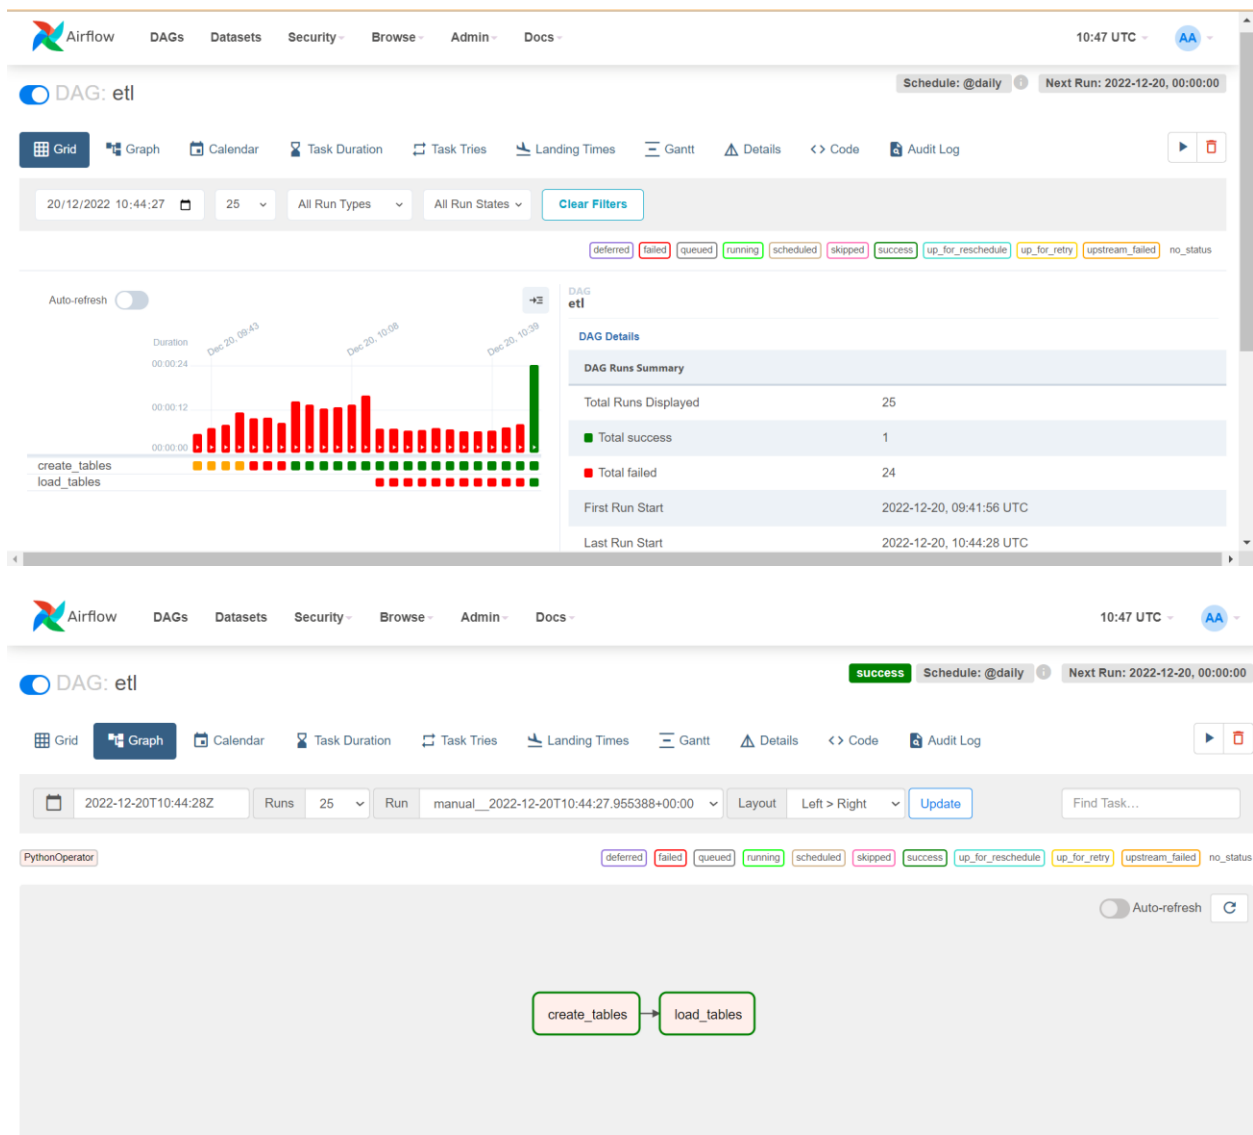 Airflow DAGs Datasets Security Browse Admin Docs 10:47 UTC AA
DAG: etl Schedule: @daily i Next Run: 2022-12-20, 00:00:00
Grid Graph Calendar Task Duration Task Tries Landing Times Gantt Details <> Code Audit Log
20/12/2022 10:44:27 25 All Run Types All Run States Clear Filters
deferred failed queued running scheduled skipped success up_for_reschedule up_for_retry upstream_failed no_status
Auto-refresh
Duration
Dec 20, 09:43 Dec 20, 10:08 Dec 20, 10:39
00:00:24
00:00:12
00:00:00
create_tables
load_tables
DAG
etl
DAG Details
DAG Runs Summary
Total Runs Displayed 25
Total success 1
Total failed 24
First Run Start 2022-12-20, 09:41:56 UTC
Last Run Start 2022-12-20, 10:44:28 UTC
Airflow DAGs Datasets Security Browse Admin Docs 10:47 UTC AA
DAG: etl success Schedule: @daily i Next Run: 2022-12-20, 00:00:00
Grid Graph Calendar Task Duration Task Tries Landing Times Gantt Details <> Code Audit Log
2022-12-20T10:44:28Z Runs 25 Run manual__2022-12-20T10:44:27.955388+00:00 Layout Left > Right Update Find Task...
PythonOperator deferred failed queued running scheduled skipped success up_for_reschedule up_for_retry upstream_failed no_status
Auto-refresh
create_tables load_tables